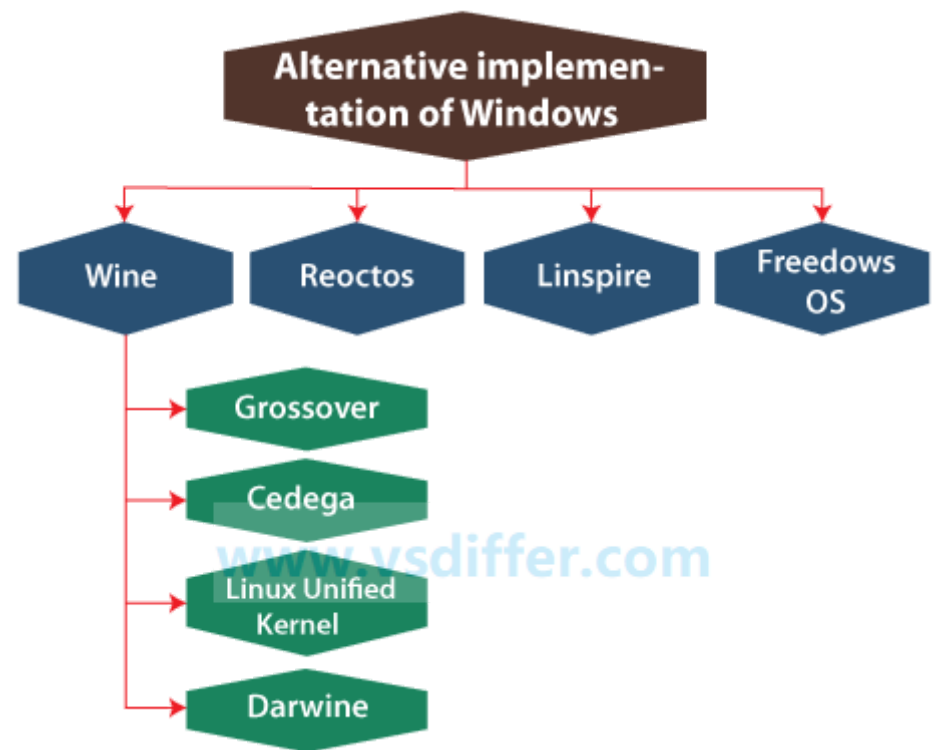 Alternative implemen-
tation of Windows
Wine
Reoctos
Linspire
Freedows
OS
Grossover
Cedega
www.vsdiffer.com
Linux Unified
Kernel
Darwine